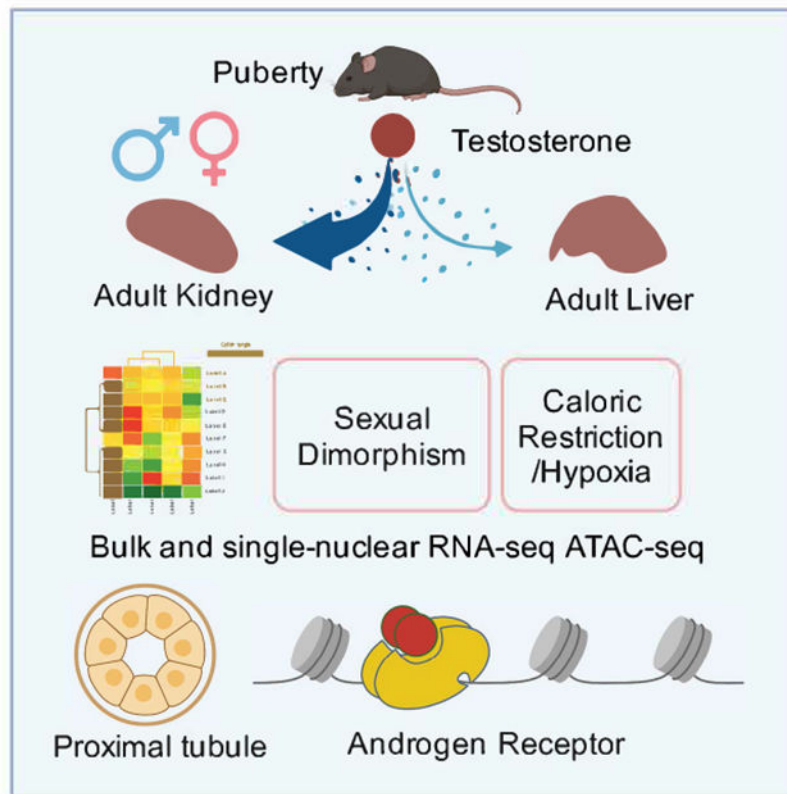 Puberty
Testosterone
Adult Kidney
Adult Liver
Sexual
Dimorphism
Caloric
Restriction
/Hypoxia
Bulk and single-nuclear RNA-seq ATAC-seq
Proximal tubule
Androgen Receptor